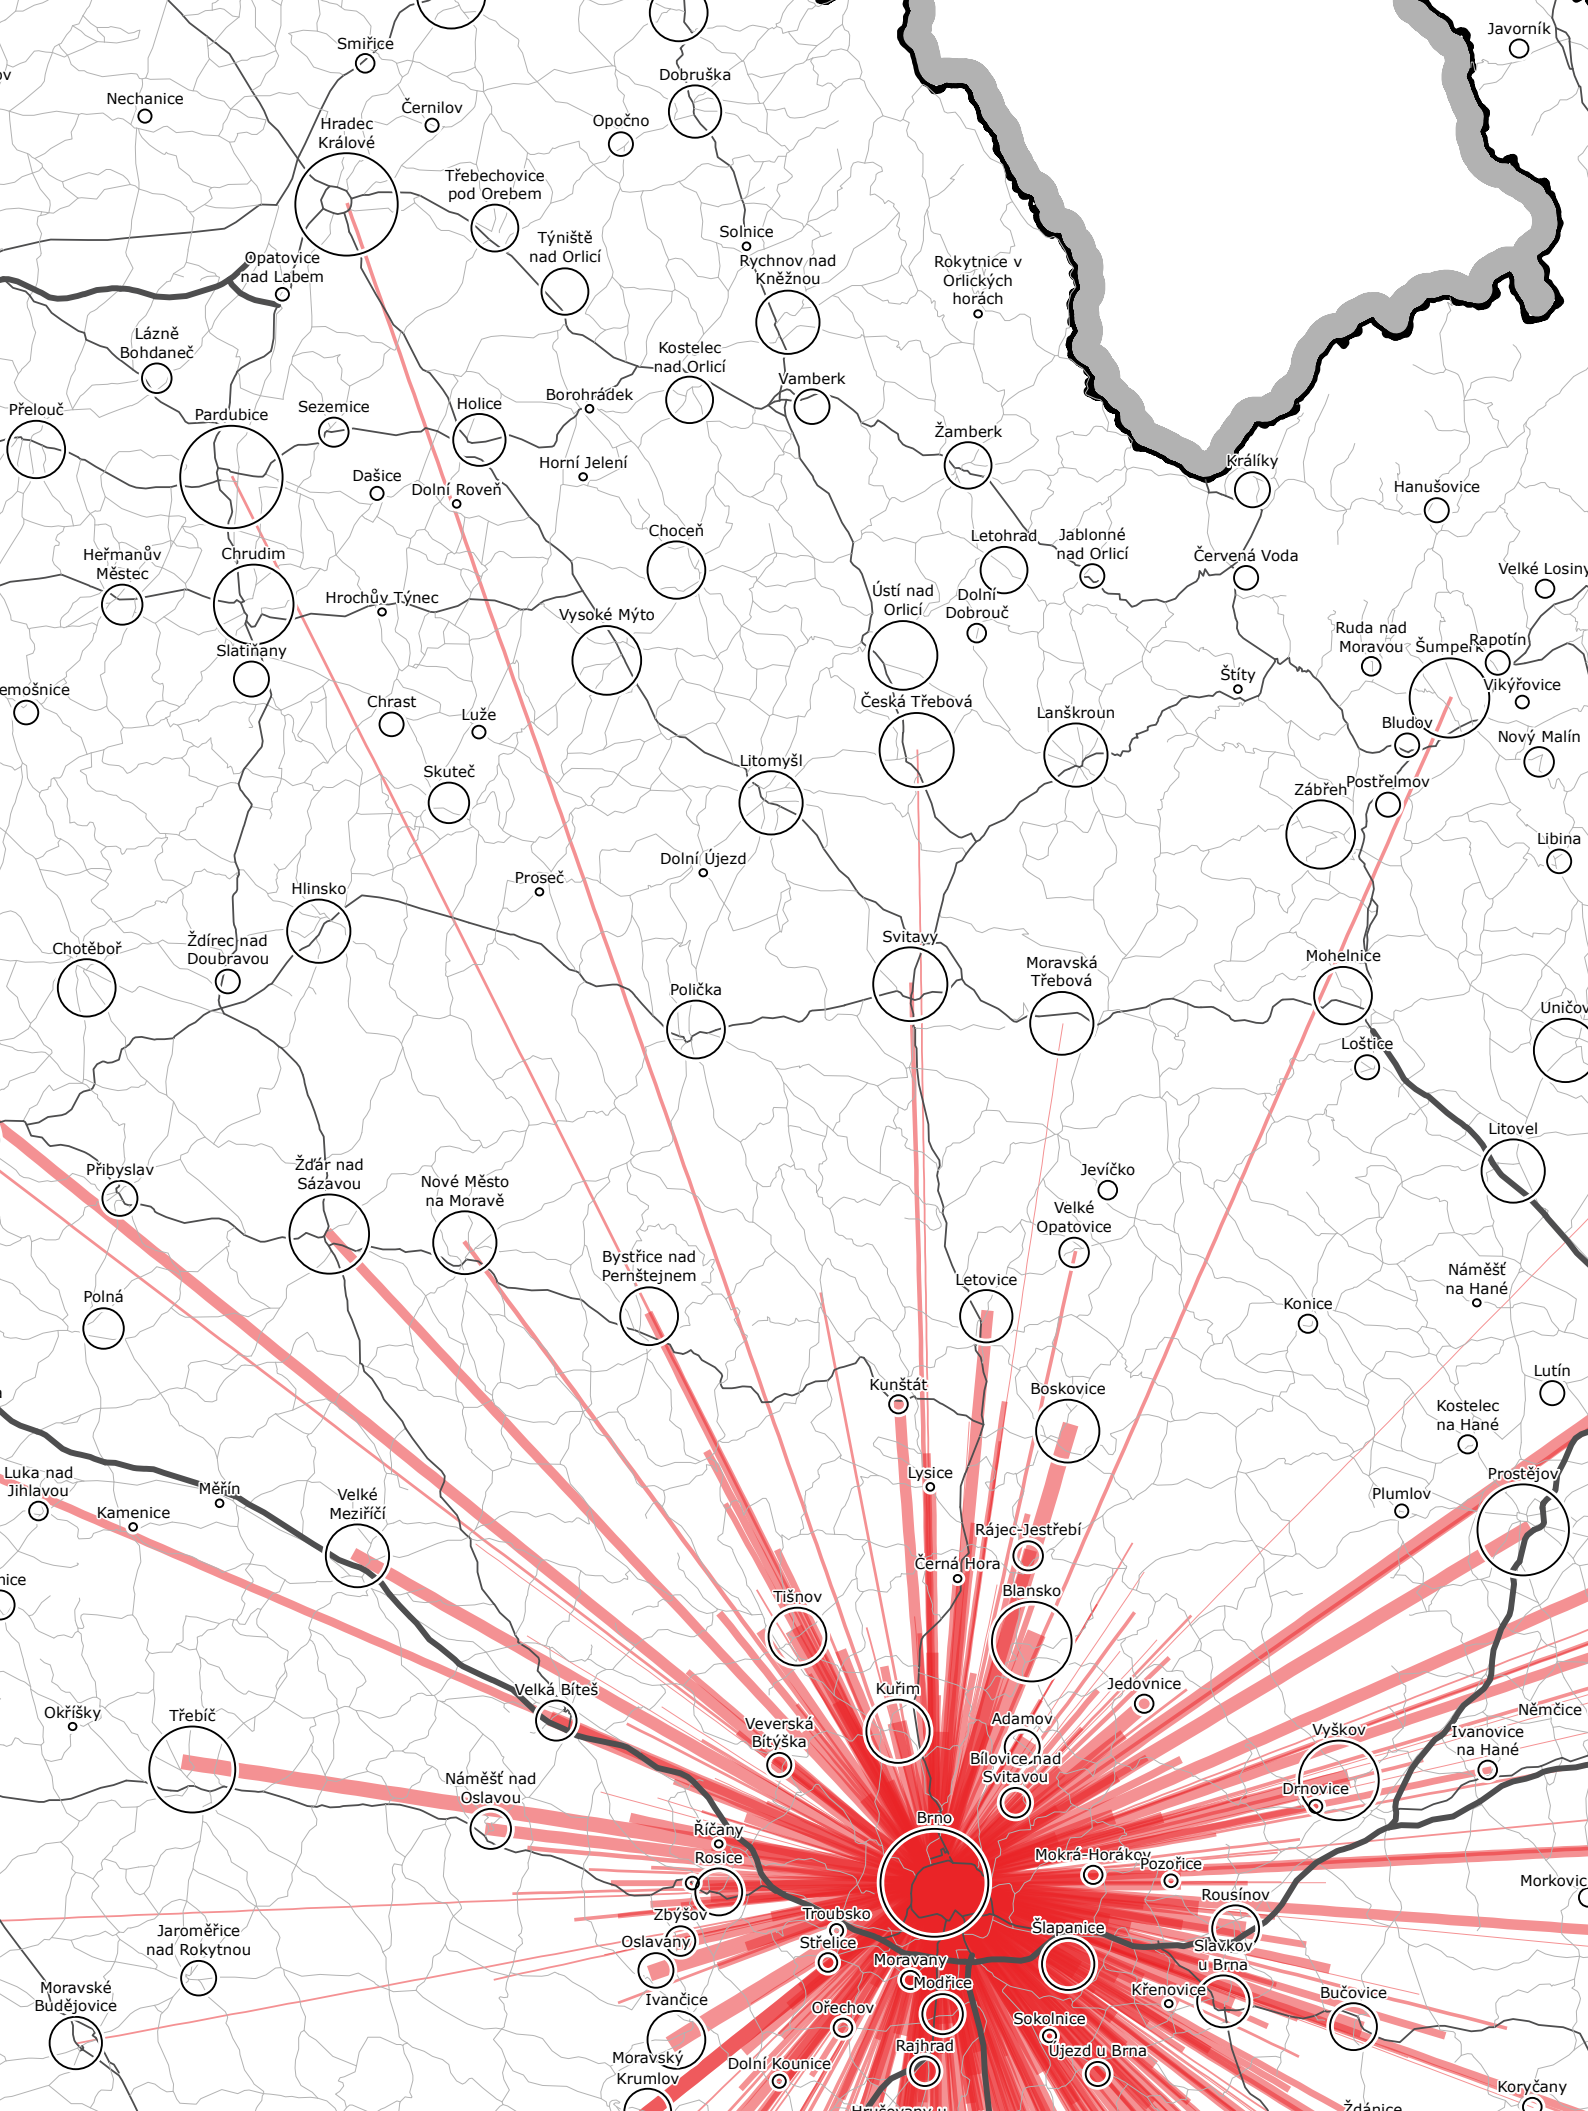 Smiřice
Javorník
Dobruška
Nechanice
Černilov
Opočno
Hradec
Králové
Třebechovice
pod Orebem
Solnice
Týniště
nad Orlicí
Rychnov nad
Kněžnou
Rokytnice v
Orlických
horách
Opatovice
nad Labem
Lázně
Bohdaneč
Kostelec
nad Orlicí
Vamberk
Borohrádek
Přelouč
Pardubice
Sezemice
Holice
Žamberk
Králíky
Horní Jelení
Dašice
Dolní Roveň
Hanušovice
Choceň
Letohrad
Jablonné
nad Orlicí
Heřmanův
Městec
Chrudim
Červená Voda
Velké Losiny
Hrochův Týnec
Ústí nad
Orlicí
Dolní
Dobrouč
Vysoké Mýto
Slatiňany
Ruda nad
Moravou
Šumperk
Rapotín
Štíty
Vikýřovice
emošnice
Chrast
Luže
Česká Třebová
Lanškroun
Bludov
Nový Malín
Skuteč
Litomyšl
Zábřeh
Postřelmov
Libina
Dolní Újezd
Proseč
Hlinsko
Chotěboř
Ždírec nad
Doubravou
Svitavy
Moravská
Třebová
Mohelnice
Polička
Uničov
Loštice
Litovel
Přibyslav
Žďár nad
Sázavou
Nové Město
na Moravě
Jevíčko
Velké
Opatovice
Bystřice nad
Pernštejnem
Letovice
Polná
Konice
Náměšť
na Hané
Kunštát
Boskovice
Lutín
Kostelec
na Hané
Luka nad
Jihlavou
Měřín
Kamenice
Velké
Meziříčí
Lysice
Plumlov
Prostějov
Rájec-Jestřebí
Černá Hora
nice
Tišnov
Blansko
Okříšky
Třebíč
Velká Bíteš
Kuřim
Jedovnice
Veverská
Bítýška
Adamov
Vyškov
Němčice
Ivanovice
na Hané
Bílovice nad
Svitavou
Drnovice
Náměšť nad
Oslavou
Říčany
Brno
Rosice
Mokrá-Horákov
Pozořice
Morkovic
Rousínov
Zbýšov
Troubsko
Šlapanice
Jaroměřice
nad Rokytnou
Oslavany
Střelice
Moravany
Slavkov
u Brna
Modřice
Křenovice
Bučovice
Moravské
Budějovice
Ivančice
Ořechov
Sokolnice
Rajhrad
Újezd u Brna
Moravský
Krumlov
Dolní Kounice
Koryčany
Hrušovany u
Ždánice